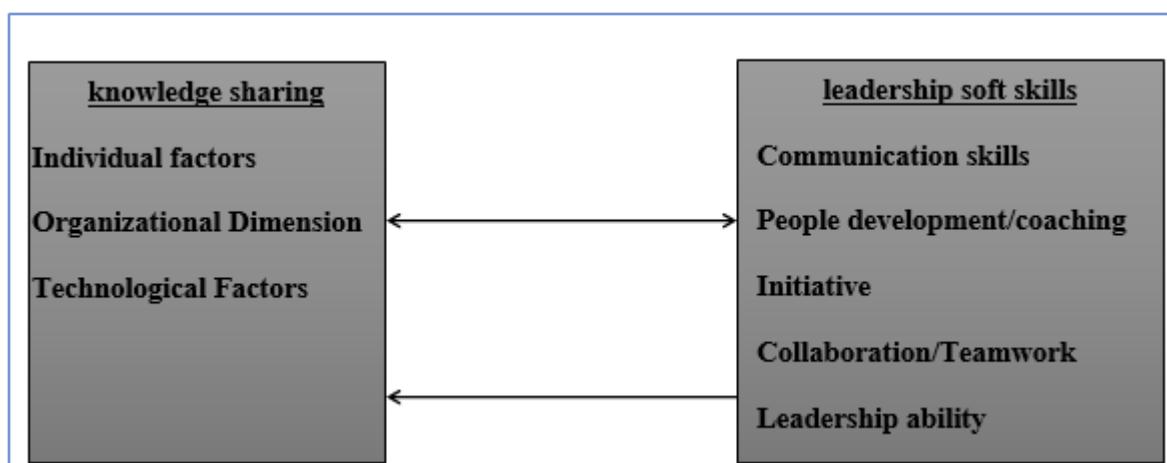 knowledge sharing
Individual factors
Organizational Dimension
Technological Factors
leadership soft skills
Communication skills
People development/coaching
Initiative
Collaboration/Teamwork
Leadership ability